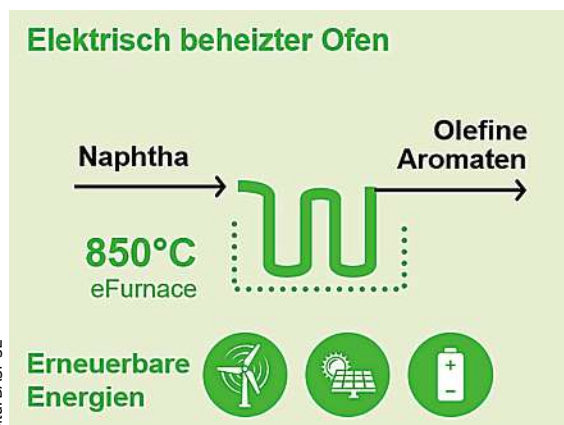 Elektrisch beheizter Ofen
Naphtha
Olefine
Aromaten
850°C
eFurnace
Erneuerbare
Energien
+
−